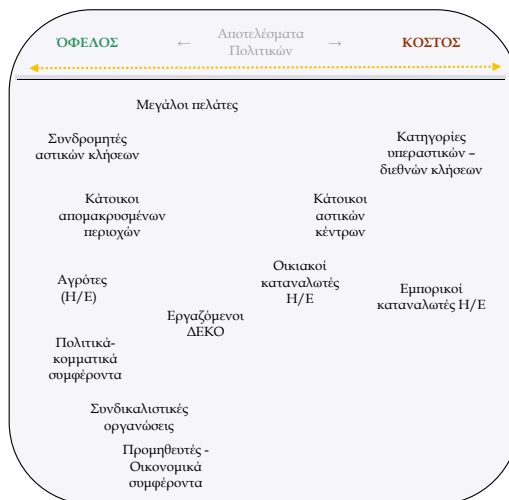 ΌΦΕΛΟΣ ← Αποτελέσματα Πολιτικών → ΚΟΣΤΟΣ
Μεγάλοι πελάτες
Συνδρομητές
αστικών κλήσεων
Κατηγορίες
υπεραστικών –
διεθνών κλήσεων
Κάτοικοι
απομακρυσμένων
περιοχών
Κάτοικοι
αστικών
κέντρων
Αγρότες
(Η/Ε)
Οικιακοί
καταναλωτές
Η/Ε
Εμπορικοί
καταναλωτές Η/Ε
Εργαζόμενοι
ΔΕΚΟ
Πολιτικά-
κομματικά
συμφέροντα
Συνδικαλιστικές
οργανώσεις
Προμηθευτές -
Οικονομικά
συμφέροντα